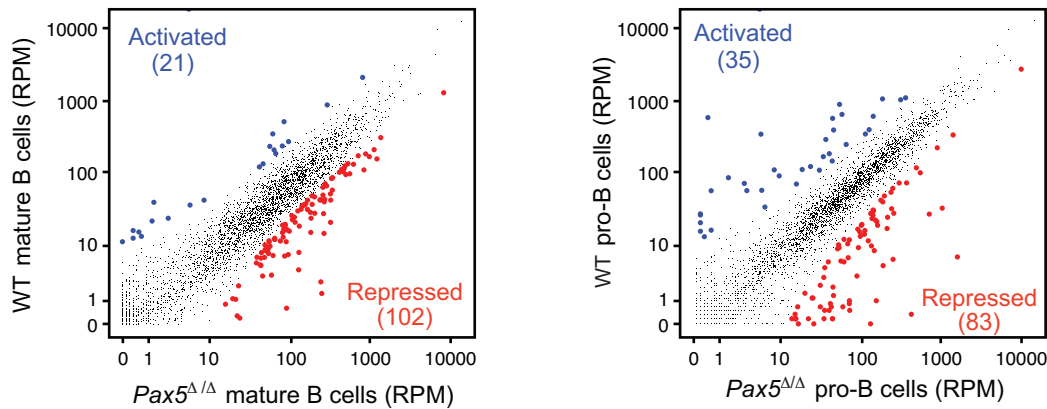 WT mature B cells (RPM)
10000
1000
100
10
1
0
Activated
(21)
Repressed
(102)
0 1 10 100 1000 10000
Pax5Δ/Δ mature B cells (RPM)
WT pro-B cells (RPM)
10000
1000
100
10
1
0
Activated
(35)
Repressed
(83)
0 1 10 100 1000 10000
Pax5Δ/Δ pro-B cells (RPM)